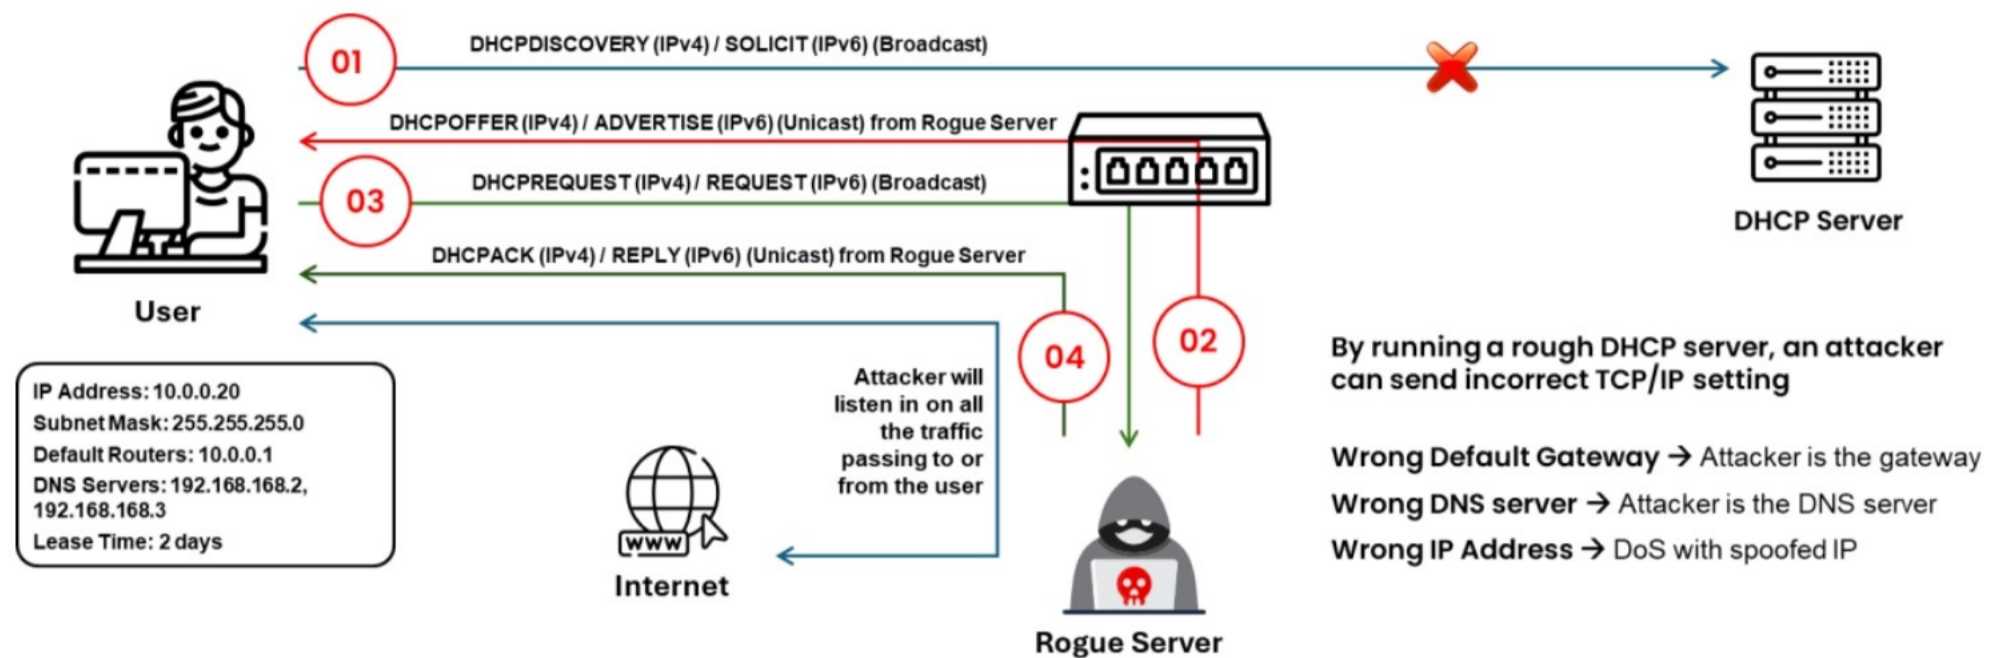 01
DHCPDISCOVERY (IPv4) / SOLICIT (IPv6) (Broadcast)
DHCPOFFER (IPv4) / ADVERTISE (IPv6) (Unicast) from Rogue Server
03
DHCPREQUEST (IPv4) / REQUEST (IPv6) (Broadcast)
DHCPACK (IPv4) / REPLY (IPv6) (Unicast) from Rogue Server
DHCP Server
User
04
02
IP Address: 10.0.0.20
Subnet Mask: 255.255.255.0
Default Routers: 10.0.0.1
DNS Servers: 192.168.168.2,
192.168.168.3
Lease Time: 2 days
Attacker will
listen in on all
the traffic
passing to or
from the user
www
Internet
Rogue Server
By running a rough DHCP server, an attacker
can send incorrect TCP/IP setting
Wrong Default Gateway → Attacker is the gateway
Wrong DNS server → Attacker is the DNS server
Wrong IP Address → DoS with spoofed IP